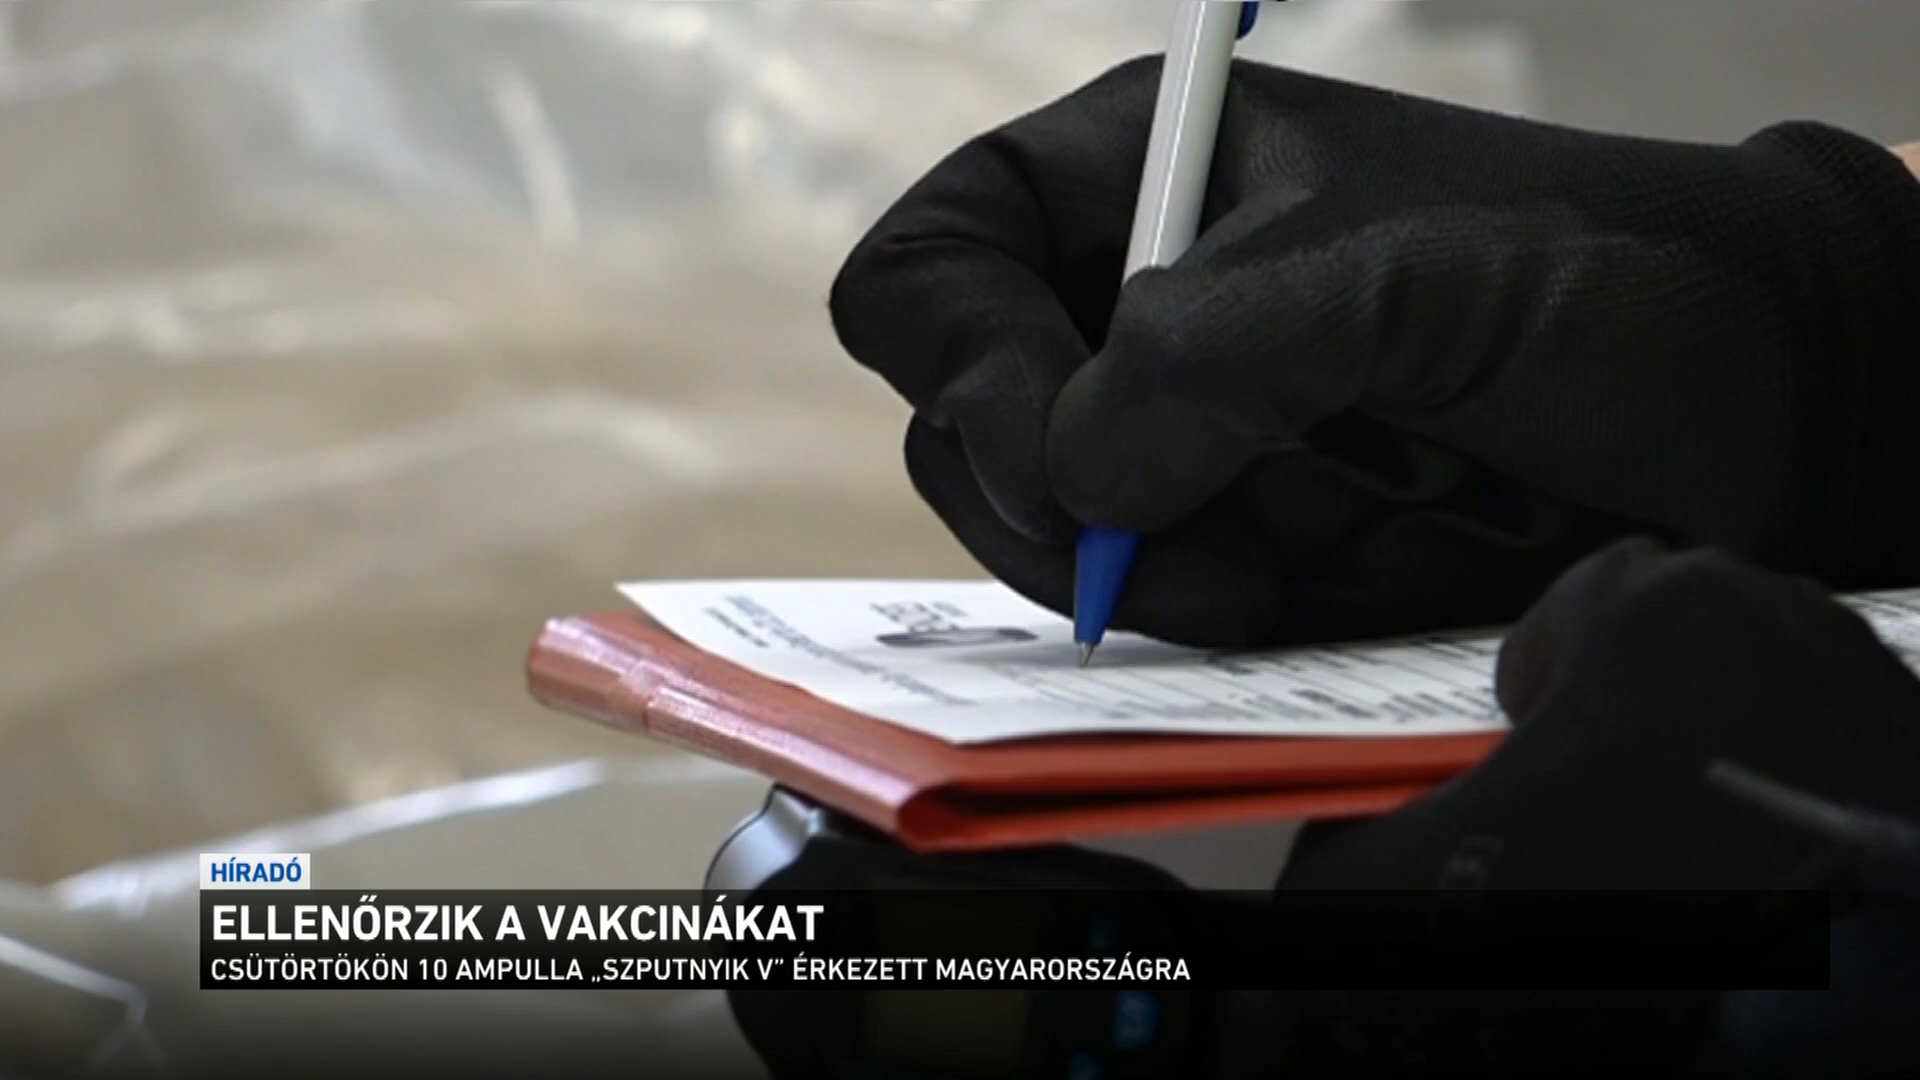 HÍRADÓ
ELLENŐRZIK A VAKCINÁKAT
CSÜTÖRTÖKÖN 10 AMPULLA „SZPUTNYIK V” ÉRKEZETT MAGYARORSZÁGRA